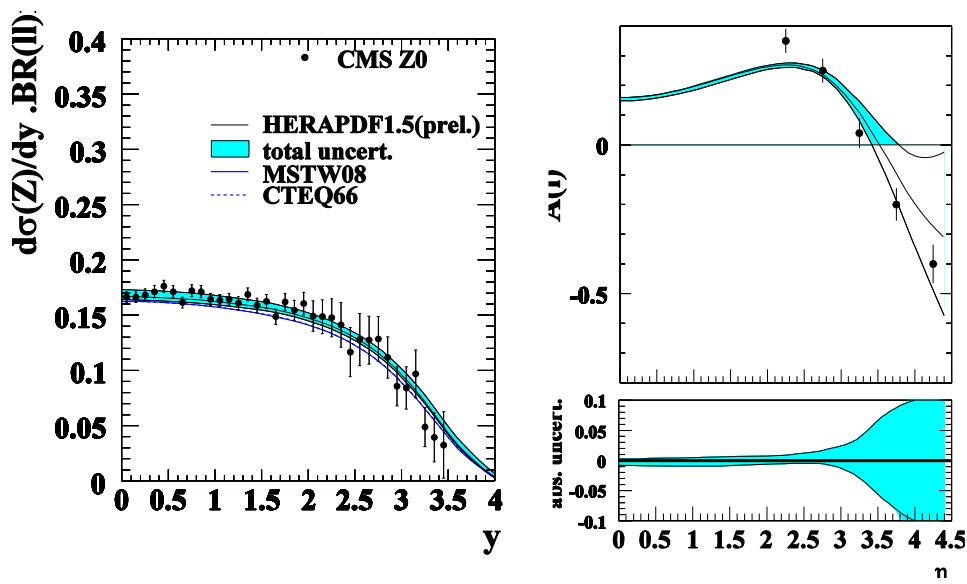 dσ(Z)/dy .BR(ll)
0.4
0.35
0.3
0.25
0.2
0.15
0.1
0.05
0
CMS Z0
HERAPDF1.5(prel.)
total uncert.
MSTW08
CTEQ66
0 0.5 1 1.5 2 2.5 3 3.5 4
y
A(l)
0
-0.5
abs. uncert.
0.1
0.05
0
-0.05
-0.1
0 0.5 1 1.5 2 2.5 3 3.5 4 4.5
η